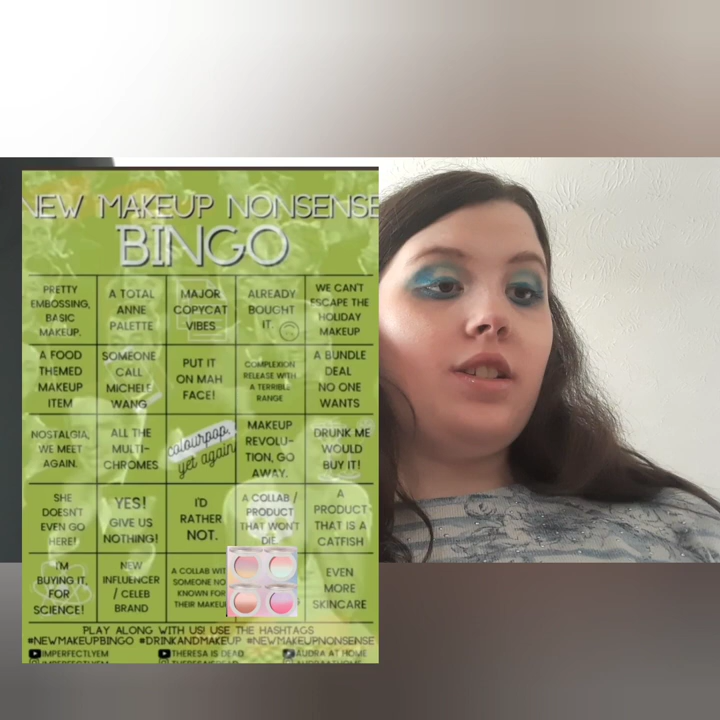 NEW MAKEUP NONSENSE
BINGO
PRETTY
EMBOSSING,
BASIC
MAKEUP.
A TOTAL
ANNE
PALETTE
MAJOR
COPYCAT
VIBES
ALREADY
BOUGHT
IT.
WE CAN'T
ESCAPE THE
HOLIDAY
MAKEUP
A FOOD
THEMED
MAKEUP
ITEM
SOMEONE
CALL
MICHELE
WANG
PUT IT
ON MAH
FACE!
COMPLEXION
RELEASE WITH
A TERRIBLE
RANGE
A BUNDLE
DEAL
NO ONE
WANTS
NOSTALGIA,
WE MEET
AGAIN.
ALL THE
MULTI-
CHROMES
colourpop,
yet again
MAKEUP
REVOLU-
TION, GO
AWAY.
DRUNK ME
WOULD
BUY IT!
SHE
DOESN'T
EVEN GO
HERE!
YES!
GIVE US
NOTHING!
I'D
RATHER
NOT.
A COLLAB /
PRODUCT
THAT WON'T
DIE.
A
PRODUCT
THAT IS A
CATFISH
I'M
BUYING IT,
FOR
SCIENCE!
NEW
INFLUENCER
/ CELEB
BRAND
A COLLAB WIT
SOMEONE NO
KNOWN FOR
THEIR MAKEU
EVEN
MORE
SKINCARE
PLAY ALONG WITH US! USE THE HASHTAGS
#NEWMAKEUPBINGO #DRINKANDMAKEUP #NEWMAKEUPNONSENSE
IMPERFECTLYEM THERESA IS DEAD AUDRA AT HOME